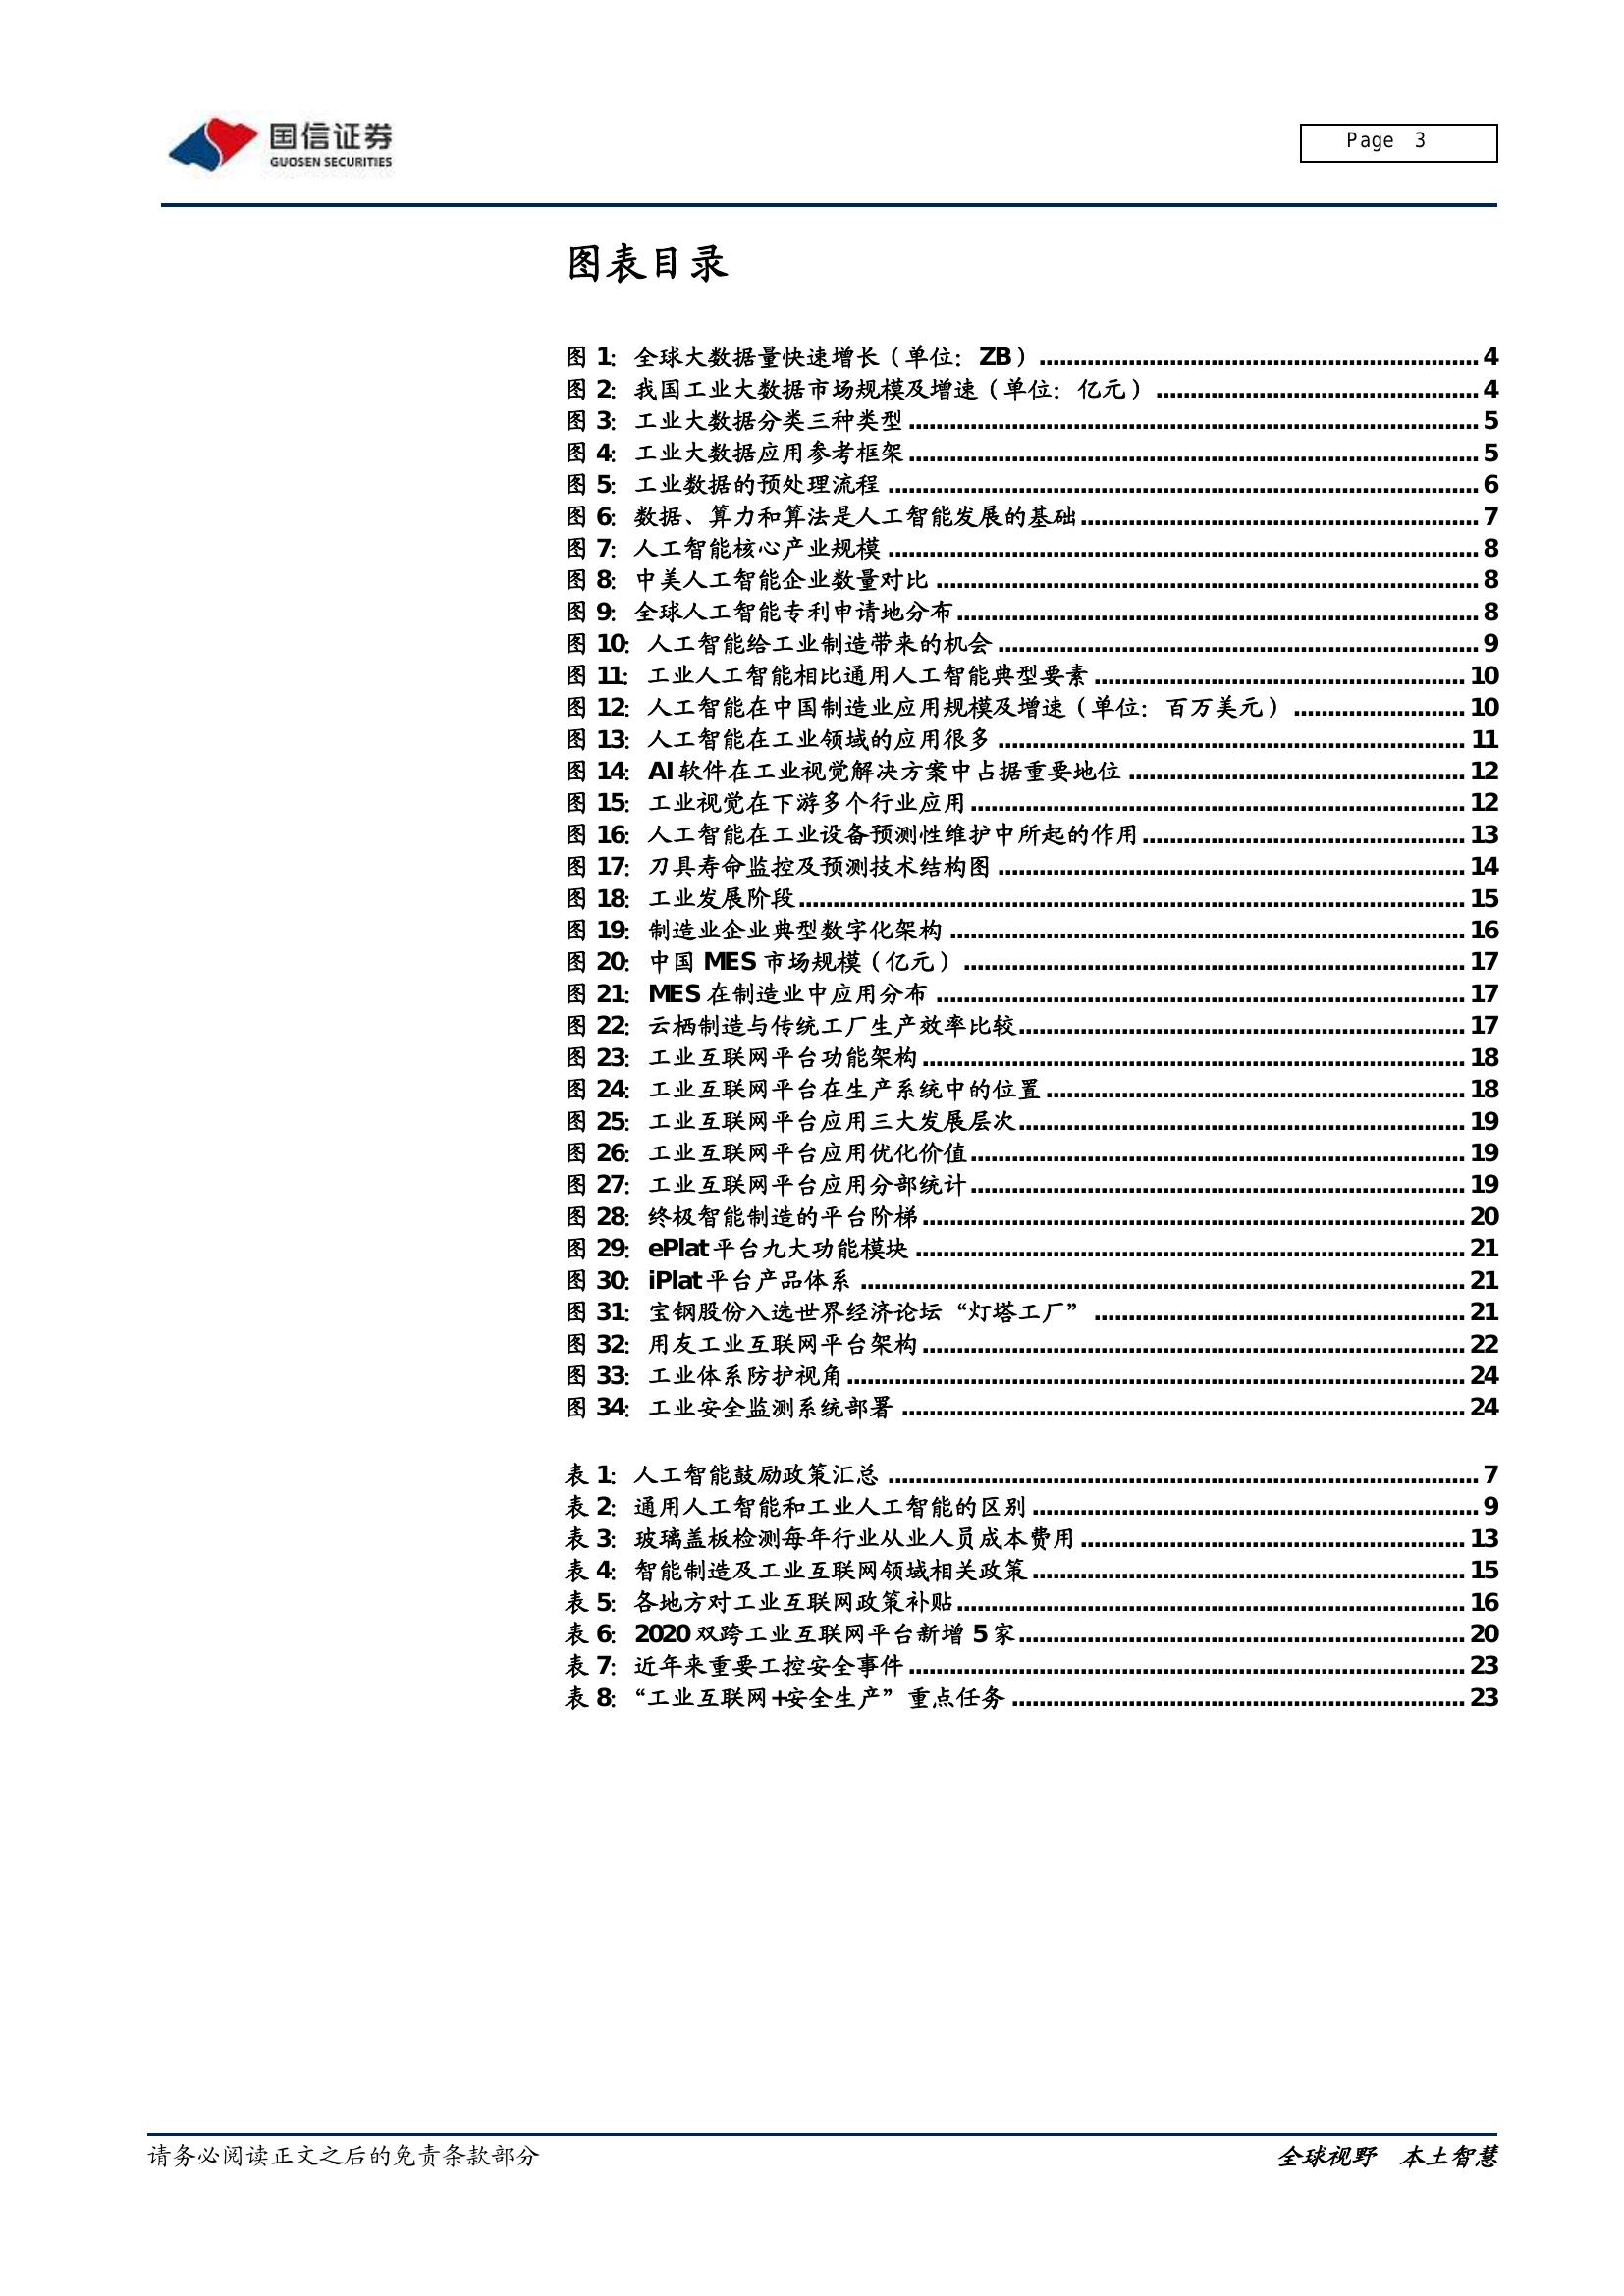 国信证券
GUOSEN SECURITIES
Page 3
图表目录
图 1: 全球大数据量快速增长（单位：ZB）................................................................ 4
图 2: 我国工业大数据市场规模及增速（单位：亿元）............................................... 4
图 3: 工业大数据分类三种类型................................................................................... 5
图 4: 工业大数据应用参考框架................................................................................... 5
图 5: 工业数据的预处理流程...................................................................................... 6
图 6: 数据、算力和算法是人工智能发展的基础.......................................................... 7
图 7: 人工智能核心产业规模...................................................................................... 8
图 8: 中美人工智能企业数量对比............................................................................... 8
图 9: 全球人工智能专利申请地分布............................................................................ 8
图 10: 人工智能给工业制造带来的机会...................................................................... 9
图 11: 工业人工智能相比通用人工智能典型要素...................................................... 10
图 12: 人工智能在中国制造业应用规模及增速（单位：百万美元）......................... 10
图 13: 人工智能在工业领域的应用很多.................................................................... 11
图 14: AI 软件在工业视觉解决方案中占据重要地位................................................. 12
图 15: 工业视觉在下游多个行业应用........................................................................ 12
图 16: 人工智能在工业设备预测性维护中所起的作用............................................... 13
图 17: 刀具寿命监控及预测技术结构图.................................................................... 14
图 18: 工业发展阶段................................................................................................. 15
图 19: 制造业企业典型数字化架构........................................................................... 16
图 20: 中国 MES 市场规模（亿元）......................................................................... 17
图 21: MES 在制造业中应用分布............................................................................. 17
图 22: 云栖制造与传统工厂生产效率比较................................................................. 17
图 23: 工业互联网平台功能架构............................................................................... 18
图 24: 工业互联网平台在生产系统中的位置............................................................. 18
图 25: 工业互联网平台应用三大发展层次................................................................. 19
图 26: 工业互联网平台应用优化价值........................................................................ 19
图 27: 工业互联网平台应用分部统计........................................................................ 19
图 28: 终极智能制造的平台阶梯............................................................................... 20
图 29: ePlat 平台九大功能模块................................................................................ 21
图 30: iPlat 平台产品体系........................................................................................ 21
图 31: 宝钢股份入选世界经济论坛“灯塔工厂”...................................................... 21
图 32: 用友工业互联网平台架构............................................................................... 22
图 33: 工业体系防护视角.......................................................................................... 24
图 34: 工业安全监测系统部署.................................................................................. 24
表 1: 人工智能鼓励政策汇总...................................................................................... 7
表 2: 通用人工智能和工业人工智能的区别................................................................. 9
表 3: 玻璃盖板检测每年行业从业人员成本费用........................................................ 13
表 4: 智能制造及工业互联网领域相关政策............................................................... 15
表 5: 各地方对工业互联网政策补贴.......................................................................... 16
表 6: 2020 双跨工业互联网平台新增 5 家................................................................. 20
表 7: 近年来重要工控安全事件................................................................................. 23
表 8: “工业互联网+安全生产”重点任务.................................................................. 23
请务必阅读正文之后的免责条款部分
全球视野 本土智慧